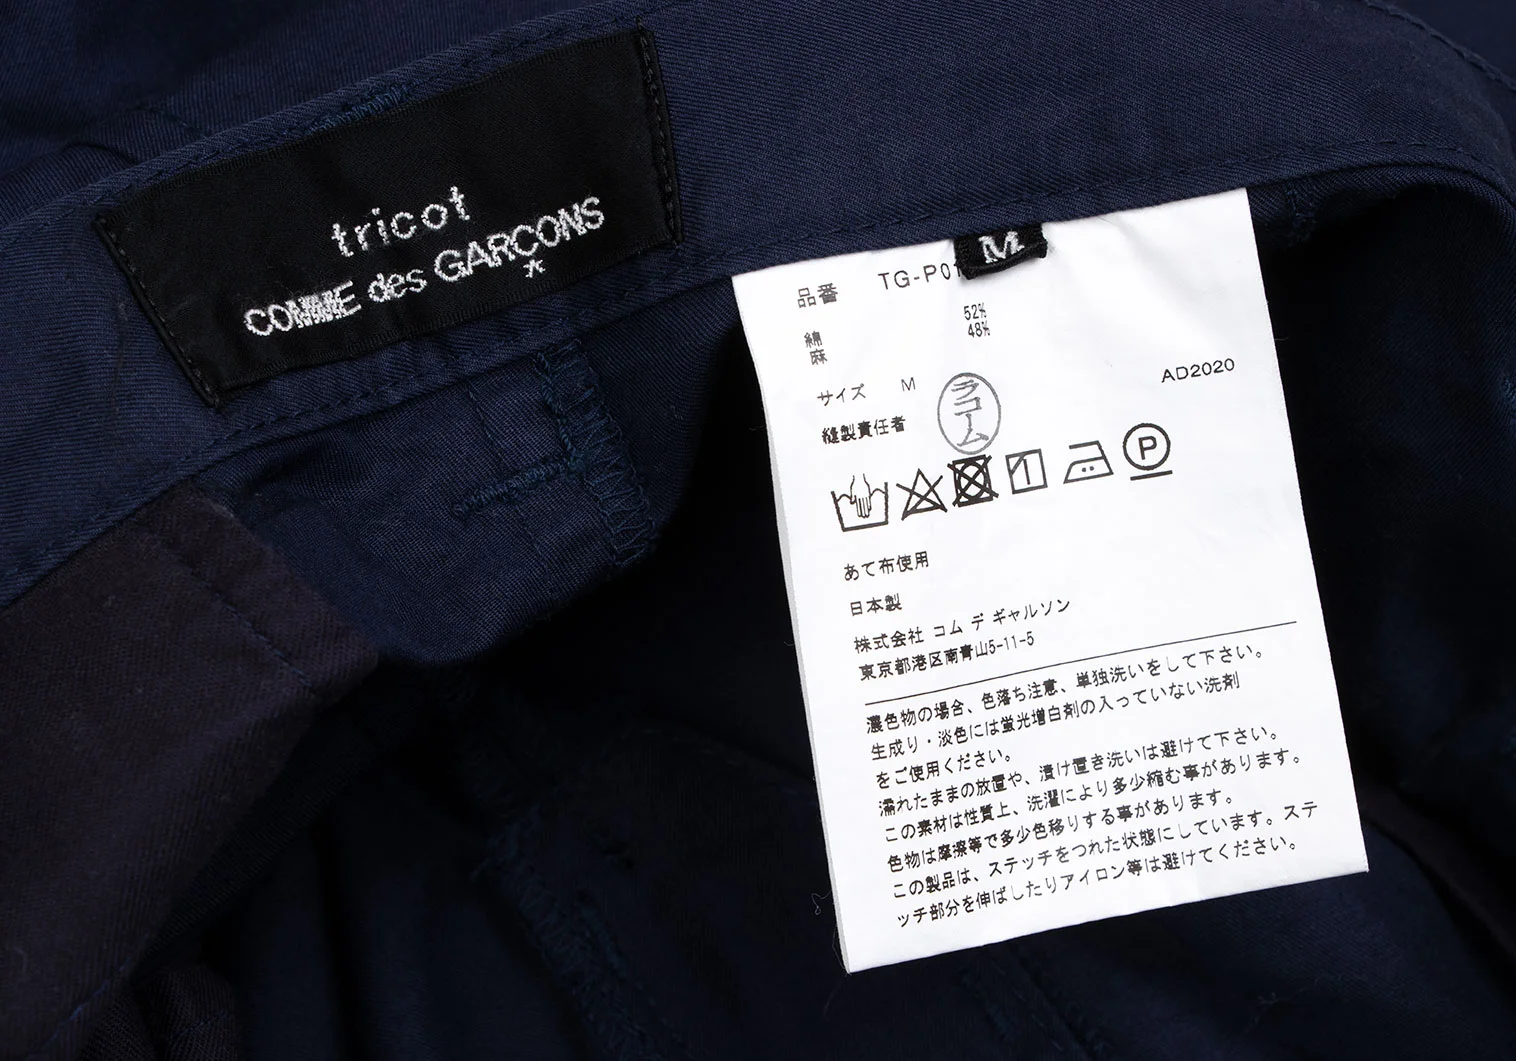 tricot
COMME des GARÇONS
M
品番 TG-P01
綿 52%
麻 48%
サイズ M
AD2020
縫製責任者 ラコーム
P
あて布使用
日本製
株式会社 コム デ ギャルソン
東京都港区南青山5-11-5
濃色物の場合、色落ち注意、単独洗いをして下さい。
生成り・淡色には蛍光増白剤の入っていない洗剤
をご使用ください。
濡れたままの放置や、漬け置き洗いは避けて下さい。
この素材は性質上、洗濯により多少縮む事があります。
色物は摩擦等で多少色移りする事があります。
この製品は、ステッチをつれた状態にしています。ステ
ッチ部分を伸ばしたりアイロン等は避けてください。